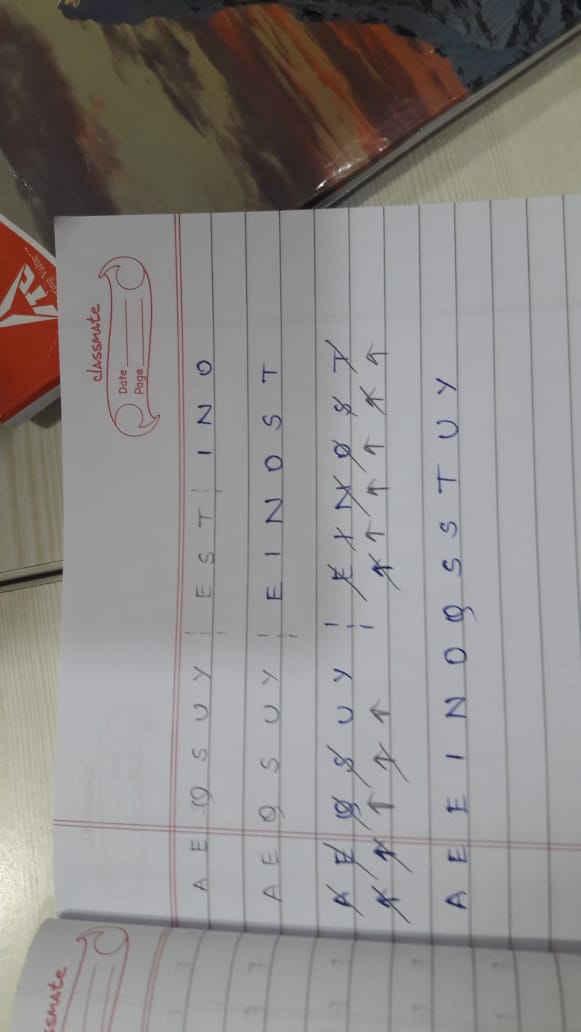 classmate
Date
Page
A E Q S U Y ¦ E S T ¦ I N O
A E Q S U Y ¦ E I N O S T
A E Q S U Y ¦ E I N O S T
↑ ↑ ↑ ↑ ↑ ¦ ↑ ↑ ↑ ↑ ↑ ↑
A E E I N O Q S S T U Y